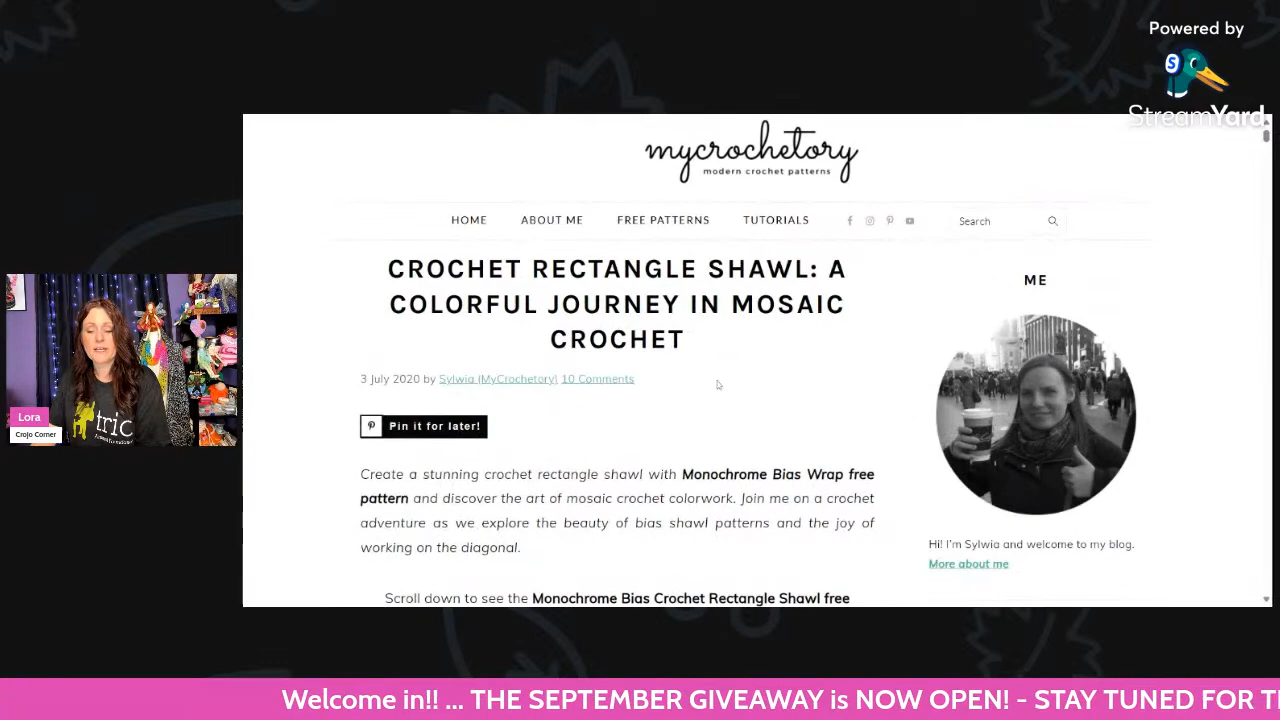 Powered by
S
StreamYard
mycrochetory
modern crochet patterns
HOME ABOUT ME FREE PATTERNS TUTORIALS Search
CROCHET RECTANGLE SHAWL: A
COLORFUL JOURNEY IN MOSAIC
CROCHET
3 July 2020 by Sylwia (MyCrochetory) 10 Comments
Pin it for later!
Create a stunning crochet rectangle shawl with Monochrome Bias Wrap free
pattern and discover the art of mosaic crochet colorwork. Join me on a crochet
adventure as we explore the beauty of bias shawl patterns and the joy of
working on the diagonal.
Scroll down to see the Monochrome Bias Crochet Rectangle Shawl free
ME
Hi! I'm Sylwia and welcome to my blog.
More about me
Lora
Crojo Corner
tric
Welcome in!! ... THE SEPTEMBER GIVEAWAY is NOW OPEN! - STAY TUNED FOR